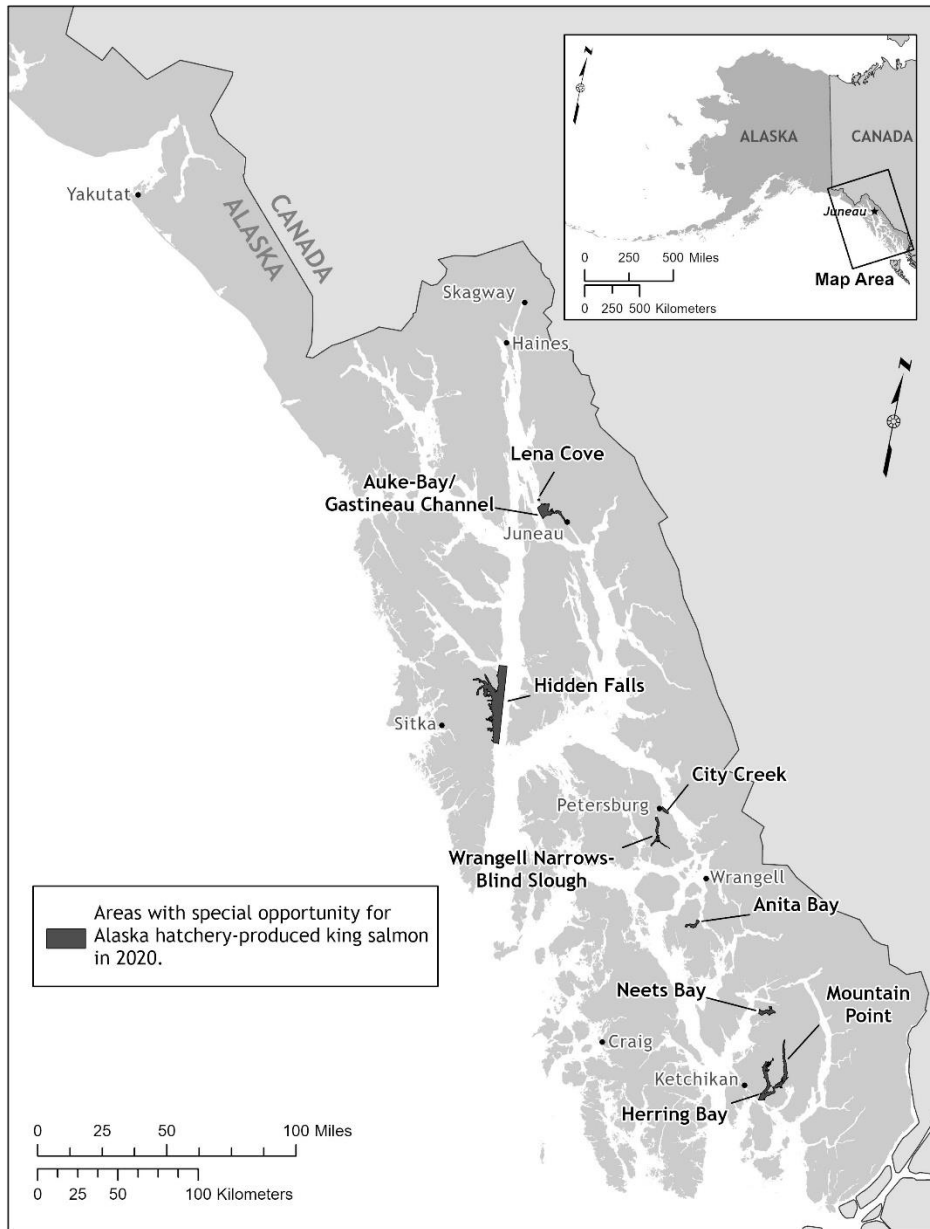 N
ALASKA
CANADA
Juneau
0 250 500 Miles
0 250 500 Kilometers
Map Area
Yakutat
CANADA
ALASKA
Skagway
Haines
N
Lena Cove
Auke-Bay/
Gastineau Channel
Juneau
Hidden Falls
Sitka
City Creek
Petersburg
Wrangell Narrows-
Blind Slough
Wrangell
Anita Bay
Areas with special opportunity for
Alaska hatchery-produced king salmon
in 2020.
Neets Bay
Mountain
Point
Craig
Ketchikan
Herring Bay
0 25 50 100 Miles
0 25 50 100 Kilometers